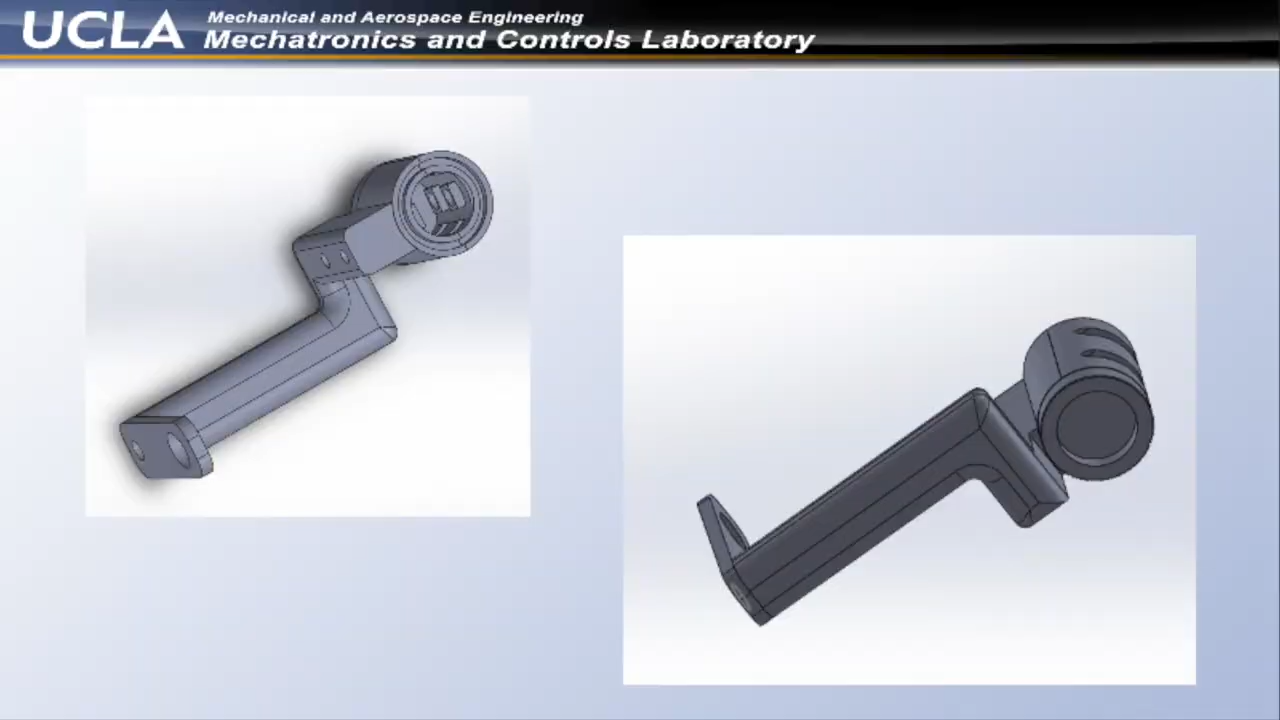 UCLA
Mechanical and Aerospace Engineering
Mechatronics and Controls Laboratory